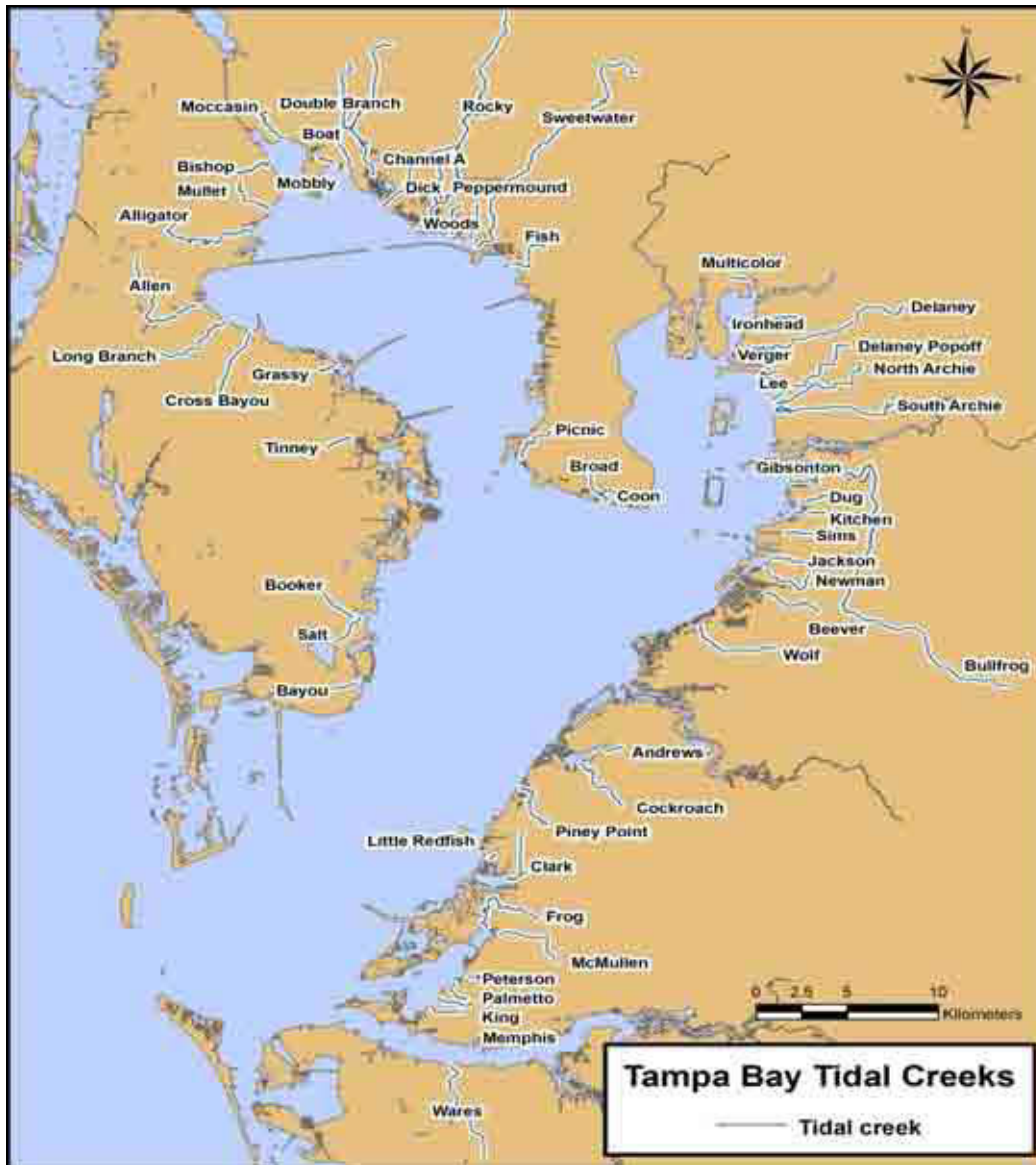 Moccasin
Double Branch
Rocky
Sweetwater
Boat
Channel A
Bishop
Mobbly
Dick
Peppermound
Mullet
Alligator
Woods
Fish
Allen
Multicolor
Delaney
Ironhead
Long Branch
Verger
Delaney Popoff
Grassy
Lee
North Archie
Cross Bayou
South Archie
Tinney
Picnic
Broad
Gibsonton
Coon
Dug
Kitchen
Sims
Jackson
Newman
Booker
Beever
Salt
Wolf
Bullfrog
Bayou
Andrews
Cockroach
Piney Point
Little Redfish
Clark
Frog
McMullen
Peterson
Palmetto
King
0 2.5 5 10
Kilometers
Memphis
Wares
Tampa Bay Tidal Creeks
Tidal creek